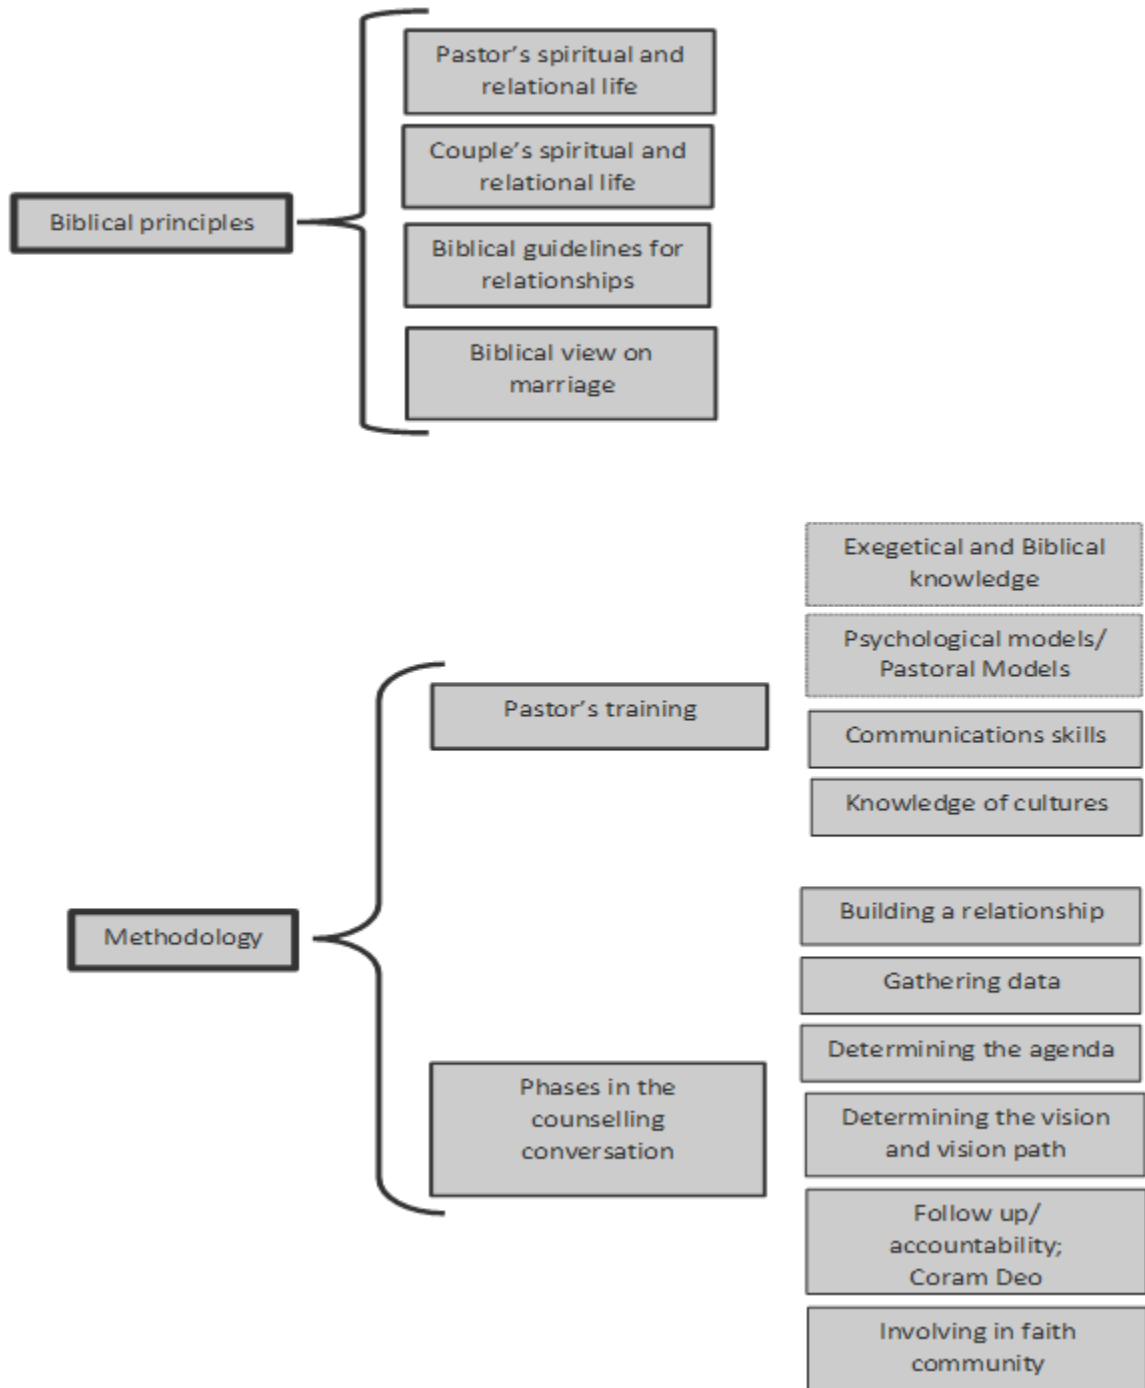 Biblical principles
Pastor’s spiritual and
relational life
Couple’s spiritual and
relational life
Biblical guidelines for
relationships
Biblical view on
marriage
Methodology
Pastor’s training
Exegetical and Biblical
knowledge
Psychological models/
Pastoral Models
Communications skills
Knowledge of cultures
Phases in the
counselling
conversation
Building a relationship
Gathering data
Determining the agenda
Determining the vision
and vision path
Follow up/
accountability;
Coram Deo
Involving in faith
community